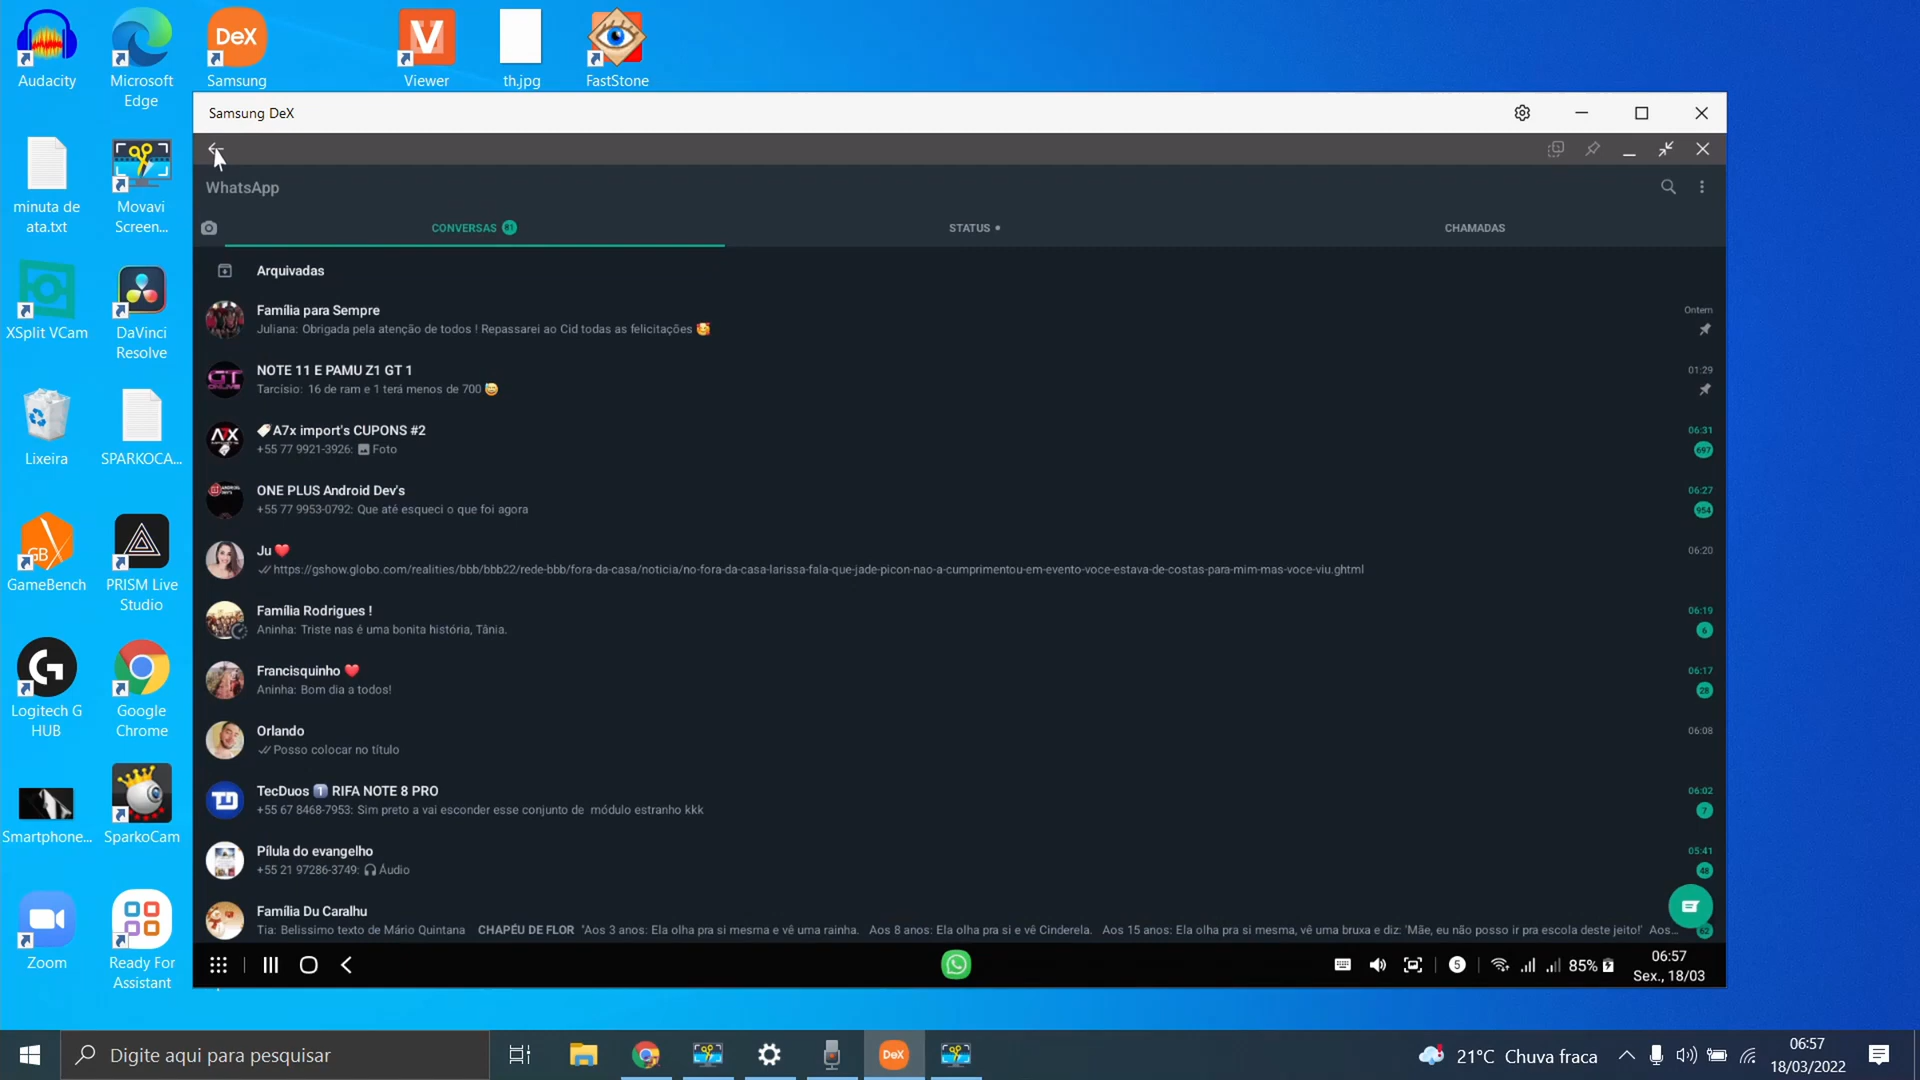 Audacity
Microsoft
Edge
DeX
Samsung
Viewer
th.jpg
FastStone
minuta de
ata.txt
Movavi
Screen...
XSplit VCam
DaVinci
Resolve
Lixeira
SPARKOCA...
GB
GameBench
PRISM Live
Studio
Logitech G
HUB
Google
Chrome
Smartphone...
SparkoCam
Zoom
Ready For
Assistant
Samsung DeX
WhatsApp
CONVERSAS
STATUS •
CHAMADAS
Arquivadas
Família para Sempre
Ontem
Juliana: Obrigada pela atenção de todos ! Repassarei ao Cid todas as felicitações 🥰
NOTE 11 E PAMU Z1 GT 1
01:29
Tarcísio: 16 de ram e 1 terá menos de 700 😅
🏷️A7x import's CUPONS #2
06:31
+55 77 9921-3926: Foto
697
ONE PLUS Android Dev's
06:27
+55 77 9953-0792: Que até esqueci o que foi agora
954
Ju ❤️
06:20
https://gshow.globo.com/realities/bbb/bbb22/rede-bbb/fora-da-casa/noticia/no-fora-da-casa-larissa-fala-que-jade-picon-nao-a-cumprimentou-em-evento-voce-estava-de-costas-para-mim-mas-voce-viu.ghtml
Família Rodrigues !
06:19
Aninha: Triste nas é uma bonita história, Tânia.
6
Francisquinho ❤️
06:17
Aninha: Bom dia a todos!
28
Orlando
06:08
Posso colocar no título
TD
TecDuos 1️⃣ RIFA NOTE 8 PRO
06:02
+55 67 8468-7953: Sim preto a vai esconder esse conjunto de módulo estranho kkk
7
Pílula do evangelho
05:41
+55 21 97286-3749: Áudio
48
Família Du Caralhu
Tia: Belissimo texto de Mário Quintana CHAPÉU DE FLOR "Aos 3 anos: Ela olha pra si mesma e vê uma rainha. Aos 8 anos: Ela olha pra si e vê Cinderela. Aos 15 anos: Ela olha pra si mesma, vê uma bruxa e diz: 'Mãe, eu não posso ir pra escola deste jeito!' Aos...
62
5
85%
06:57
Sex., 18/03
Digite aqui para pesquisar
DeX
21°C Chuva fraca
06:57
18/03/2022